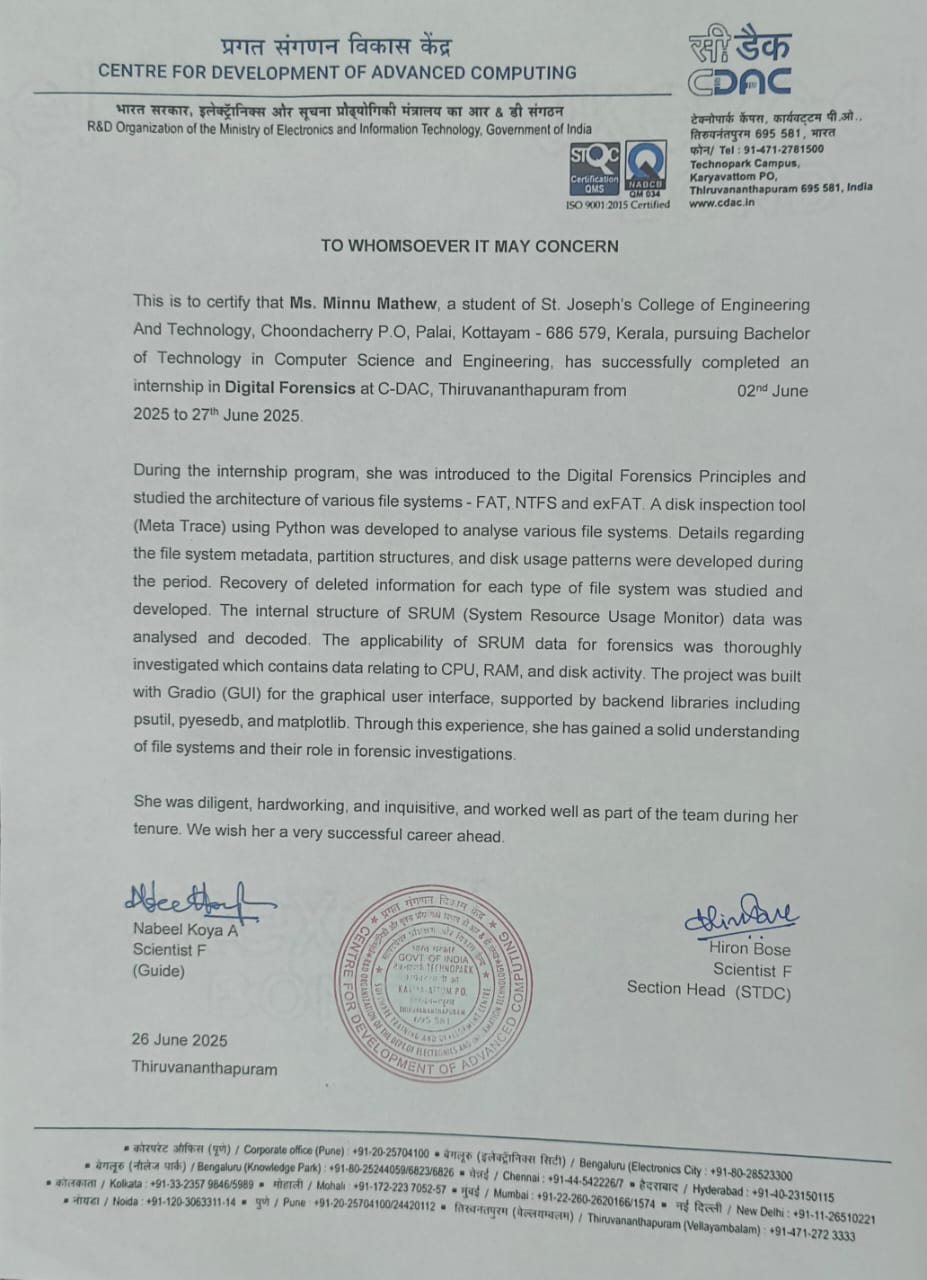 प्रगत संगणन विकास केंद्र
CENTRE FOR DEVELOPMENT OF ADVANCED COMPUTING
भारत सरकार, इलेक्ट्रॉनिक्स और सूचना प्रौद्योगिकी मंत्रालय का आर & डी संगठन
R&D Organization of the Ministry of Electronics and Information Technology, Government of India
सी डैक
CDAC
टेक्नोपार्क कैंपस, कार्यवट्टम पी.ओ.,
तिरुवनंतपुरम 695 581, भारत
फोन/ Tel : 91-471-2781500
Technopark Campus,
Karyavattom PO,
Thiruvananthapuram 695 581, India
www.cdac.in
STQC
Certification
QMS
NABCB
QM 034
ISO 9001:2015 Certified
TO WHOMSOEVER IT MAY CONCERN
This is to certify that Ms. Minnu Mathew, a student of St. Joseph's College of Engineering
And Technology, Choondacherry P.O, Palai, Kottayam - 686 579, Kerala, pursuing Bachelor
of Technology in Computer Science and Engineering, has successfully completed an
internship in Digital Forensics at C-DAC, Thiruvananthapuram from 02nd June
2025 to 27th June 2025.
During the internship program, she was introduced to the Digital Forensics Principles and
studied the architecture of various file systems - FAT, NTFS and exFAT. A disk inspection tool
(Meta Trace) using Python was developed to analyse various file systems. Details regarding
the file system metadata, partition structures, and disk usage patterns were developed during
the period. Recovery of deleted information for each type of file system was studied and
developed. The internal structure of SRUM (System Resource Usage Monitor) data was
analysed and decoded. The applicability of SRUM data for forensics was thoroughly
investigated which contains data relating to CPU, RAM, and disk activity. The project was built
with Gradio (GUI) for the graphical user interface, supported by backend libraries including
psutil, pyesedb, and matplotlib. Through this experience, she has gained a solid understanding
of file systems and their role in forensic investigations.
She was diligent, hardworking, and inquisitive, and worked well as part of the team during her
tenure. We wish her a very successful career ahead.
Nabeel Koya A
Scientist F
(Guide)
Hiron Bose
Scientist F
Section Head (STDC)
प्रगत संगणन विकास केंद्र
CENTRE FOR DEVELOPMENT OF ADVANCED COMPUTING
भारत सरकार
GOVT OF INDIA
TECHNOPARK
THIRUVANANTHAPURAM
695 581
26 June 2025
Thiruvananthapuram
▪ कोरपरेट ऑफिस (पूणे) / Corporate office (Pune) : +91-20-25704100 ▪ बेंगलूरु (इलेक्ट्रॉनिक्स सिटी) / Bengaluru (Electronics City : +91-80-28523300
▪ बेंगलूरु (नौलेज पार्क) / Bengaluru (Knowledge Park) : +91-80-25244059/6823/6826 ▪ चेन्नई / Chennai : +91-44-542226/7 ▪ हैदराबाद / Hyderabad : +91-40-23150115
▪ कोलकाता / Kolkata : +91-33-2357 9846/5989 ▪ मोहाली / Mohali : +91-172-223 7052-57 ▪ मुंबई / Mumbai : +91-22-260-2620166/1574 ▪ नई दिल्ली / New Delhi : +91-11-26510221
▪ नोयडा / Noida : +91-120-3063311-14 ▪ पुणे / Pune +91-20-25704100/24420112 ▪ तिरुवनंतपुरम (वेल्लयम्बलम) / Thiruvananthapuram (Vellayambalam) : +91-471-272 3333